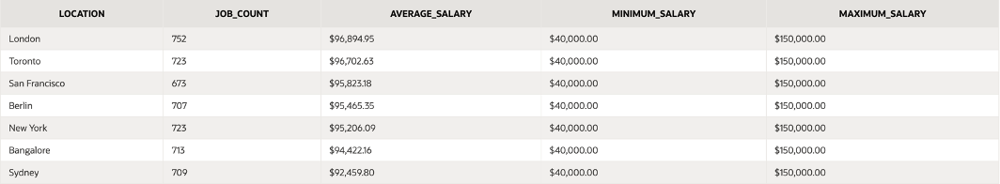 LOCATION JOB_COUNT AVERAGE_SALARY MINIMUM_SALARY MAXIMUM_SALARY
London 752 $96,894.95 $40,000.00 $150,000.00
Toronto 723 $96,702.63 $40,000.00 $150,000.00
San Francisco 673 $95,823.18 $40,000.00 $150,000.00
Berlin 707 $95,465.35 $40,000.00 $150,000.00
New York 723 $95,206.09 $40,000.00 $150,000.00
Bangalore 713 $94,422.16 $40,000.00 $150,000.00
Sydney 709 $92,459.80 $40,000.00 $150,000.00